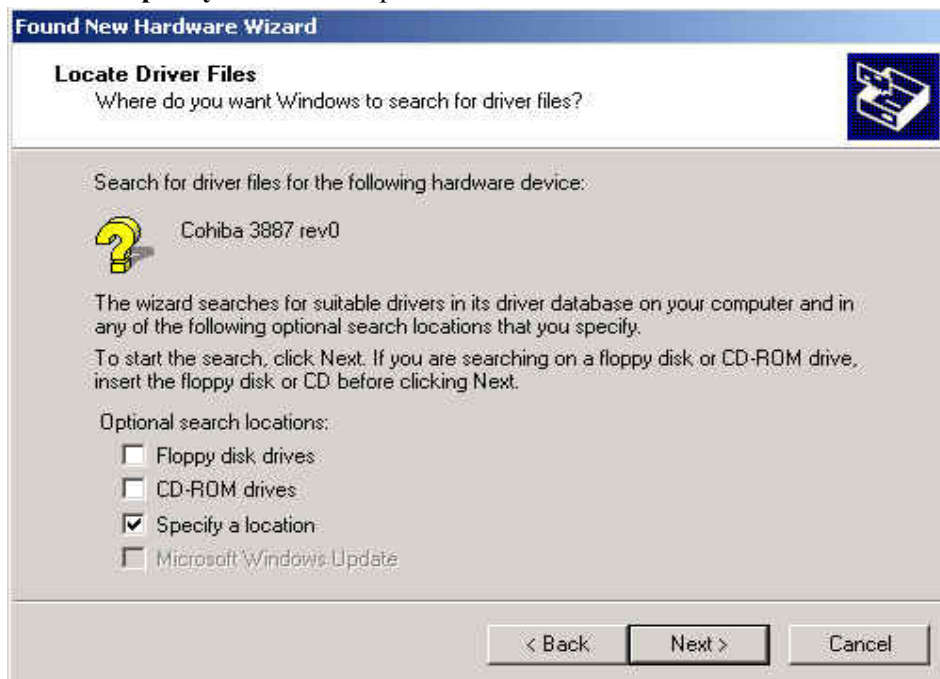 Found New Hardware Wizard
Locate Driver Files
Where do you want Windows to search for driver files?
Search for driver files for the following hardware device:
Cohiba 3887 rev0
The wizard searches for suitable drivers in its driver database on your computer and in
any of the following optional search locations that you specify.
To start the search, click Next. If you are searching on a floppy disk or CD-ROM drive,
insert the floppy disk or CD before clicking Next.
Optional search locations:
Floppy disk drives
CD-ROM drives
Specify a location
Microsoft Windows Update
< Back
Next >
Cancel